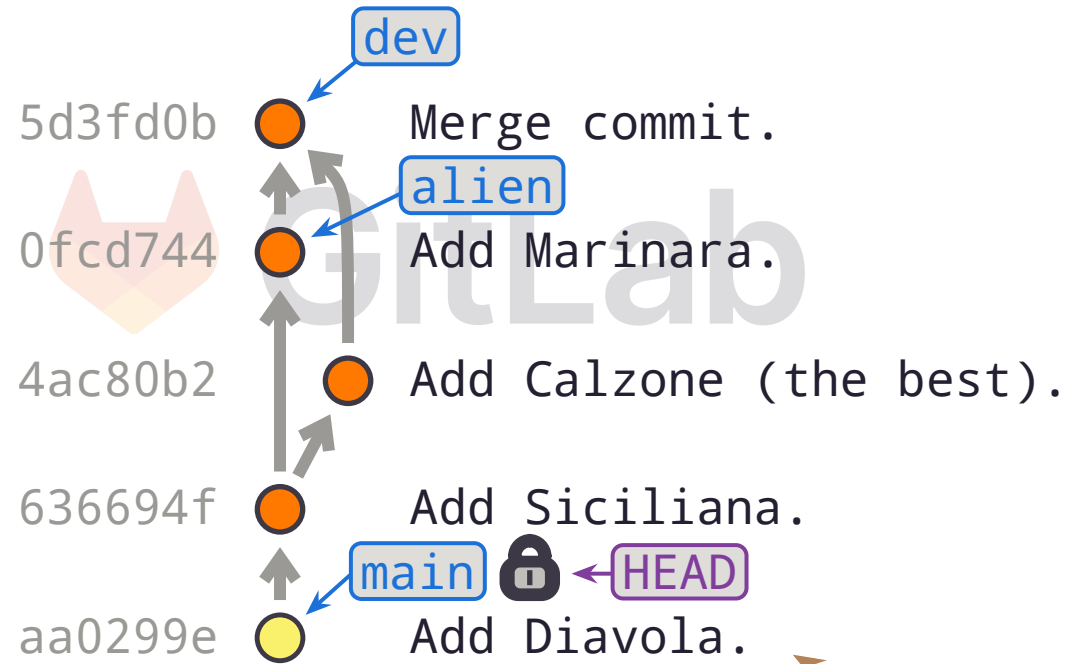 dev
5d3fd0b Merge commit.
alien
GitLab
0fcd744 Add Marinara.
4ac80b2 Add Calzone (the best).
636694f Add Siciliana.
main HEAD
aa0299e Add Diavola.